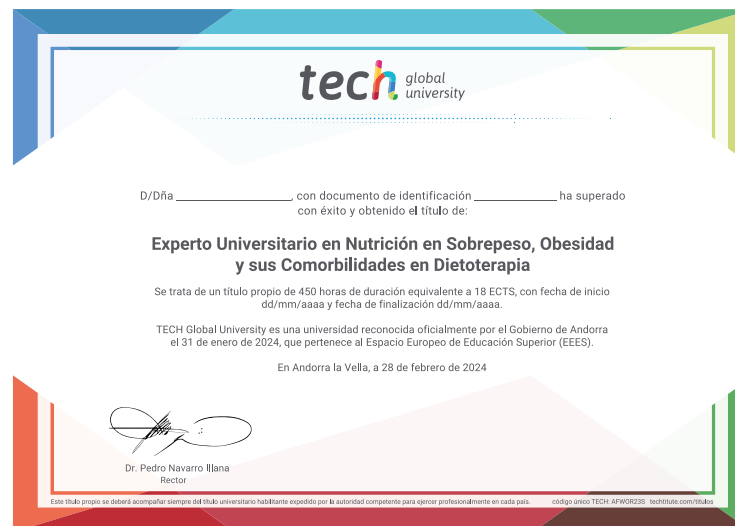 tech global university
D/Dña ____________________, con documento de identificación ______________ ha superado
con éxito y obtenido el título de:
Experto Universitario en Nutrición en Sobrepeso, Obesidad
y sus Comorbilidades en Dietoterapia
Se trata de un título propio de 450 horas de duración equivalente a 18 ECTS, con fecha de inicio
dd/mm/aaaa y fecha de finalización dd/mm/aaaa.
TECH Global University es una universidad reconocida oficialmente por el Gobierno de Andorra
el 31 de enero de 2024, que pertenece al Espacio Europeo de Educación Superior (EEES).
En Andorra la Vella, a 28 de febrero de 2024
Dr. Pedro Navarro Illana
Rector
Este título propio se deberá acompañar siempre del título universitario habilitante expedido por la autoridad competente para ejercer profesionalmente en cada país. código único TECH: AFWOR23S techtitute.com/titulos